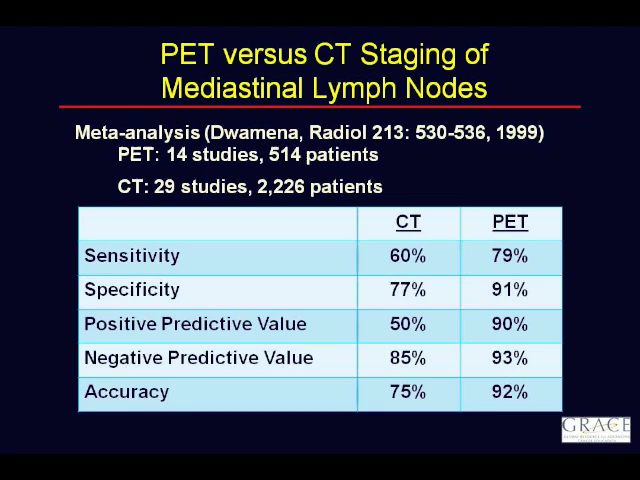 PET versus CT Staging of
Mediastinal Lymph Nodes
Meta-analysis (Dwamena, Radiol 213: 530-536, 1999)
PET: 14 studies, 514 patients
CT: 29 studies, 2,226 patients
CT PET
Sensitivity 60% 79%
Specificity 77% 91%
Positive Predictive Value 50% 90%
Negative Predictive Value 85% 93%
Accuracy 75% 92%
GRACE